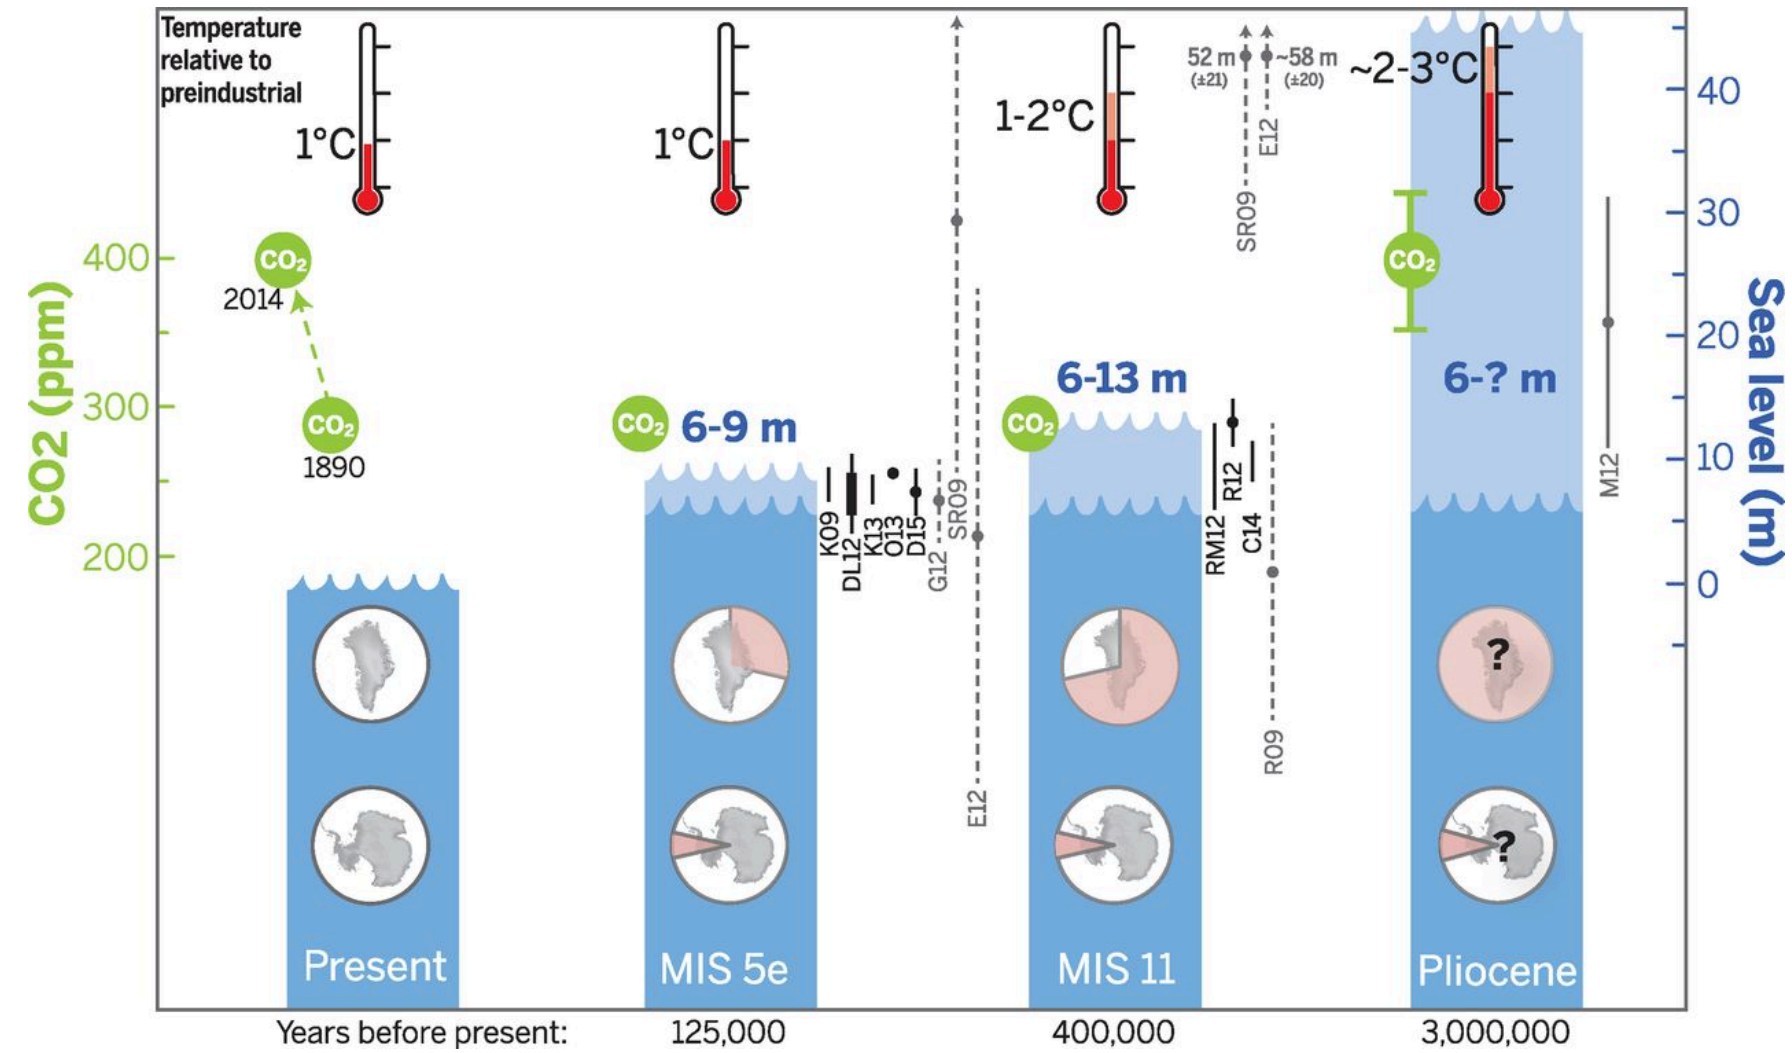 Temperature
relative to
preindustrial
1°C
1°C
1-2°C
52 m
(±21)
~58 m
(±20)
~2-3°C
CO2 (ppm)
400
300
200
CO₂
2014
CO₂
1890
CO₂
6-9 m
K09
DL12
K13
O13
D15
G12
SR09
E12
CO₂
6-13 m
RM12
R12
C14
SR09
E12
R09
CO₂
6-? m
M12
40
30
20
10
0
Sea level (m)
?
?
Present
MIS 5e
MIS 11
Pliocene
Years before present:
125,000
400,000
3,000,000